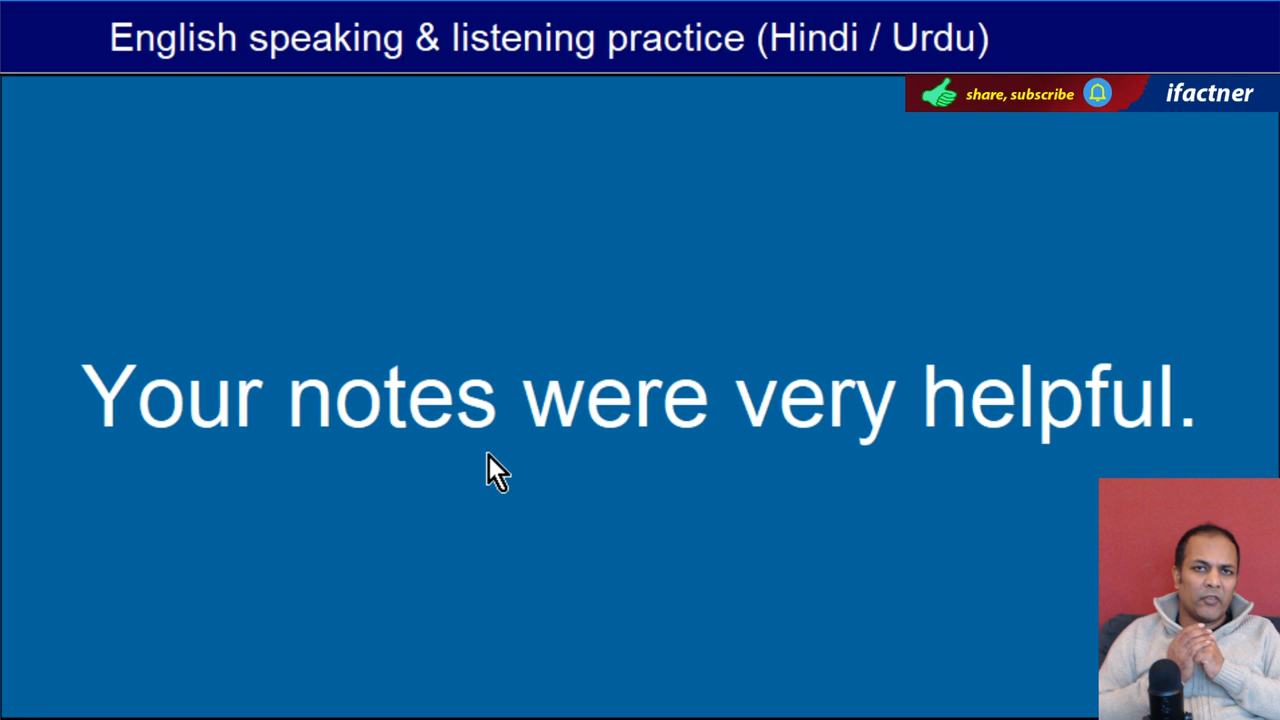 English speaking & listening practice (Hindi / Urdu)
share, subscribe
ifactner
Your notes were very helpful.